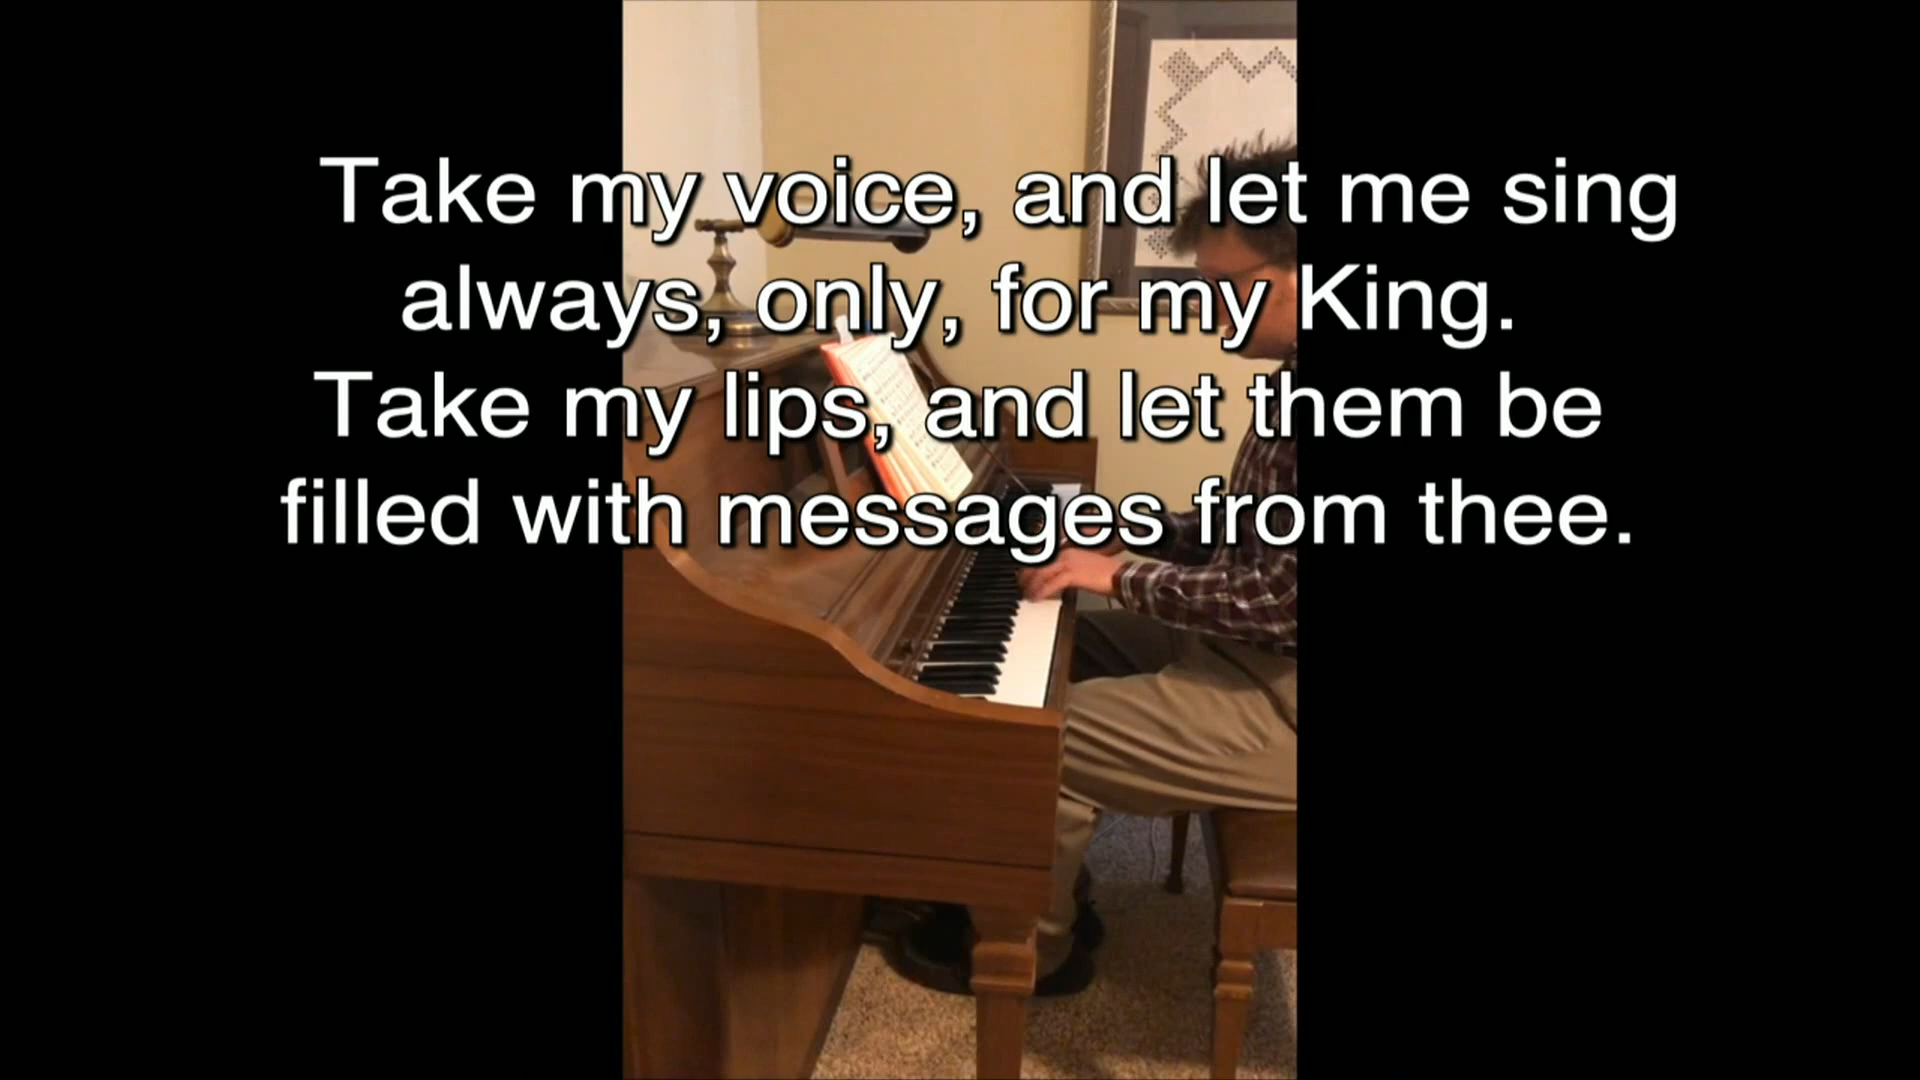 Take my voice, and let me sing
always, only, for my King.
Take my lips, and let them be
filled with messages from thee.